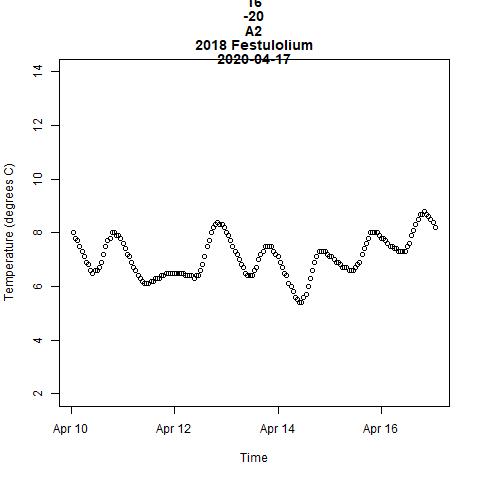 16
-20
A2
2018 Festulolium
2020-04-17
14
12
10
8
6
4
2
Temperature (degrees C)
Apr 10
Apr 12
Apr 14
Apr 16
Time